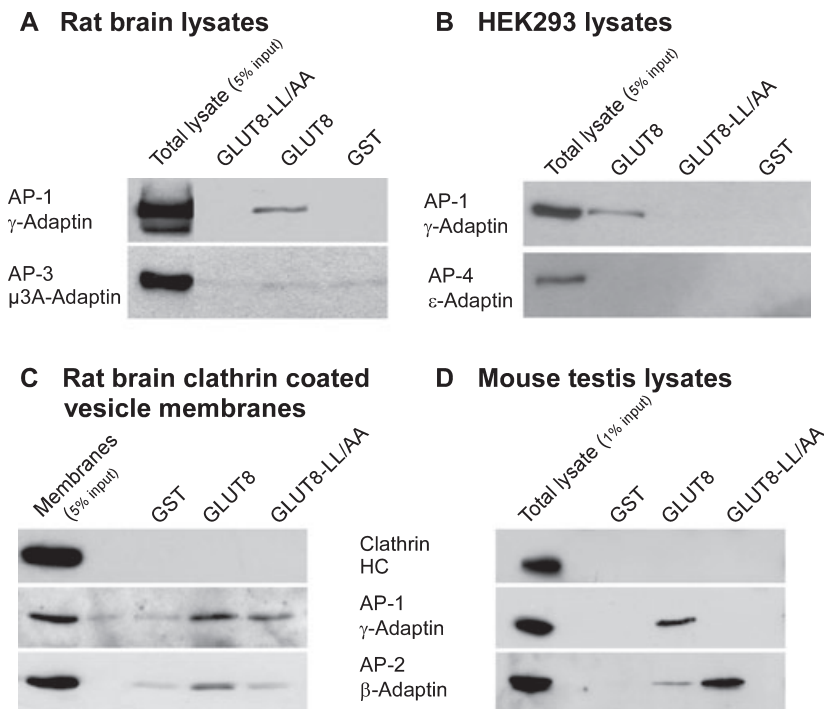 A Rat brain lysates
Total lysate (5% input)
GLUT8-LL/AA
GLUT8
GST
AP-1
γ-Adaptin
AP-3
µ3A-Adaptin
B HEK293 lysates
Total lysate (5% input)
GLUT8
GLUT8-LL/AA
GST
AP-1
γ-Adaptin
AP-4
ε-Adaptin
C Rat brain clathrin coated
vesicle membranes
Membranes
(5% input)
GST
GLUT8
GLUT8-LL/AA
D Mouse testis lysates
Total lysate (1% input)
GST
GLUT8
GLUT8-LL/AA
Clathrin
HC
AP-1
γ-Adaptin
AP-2
β-Adaptin